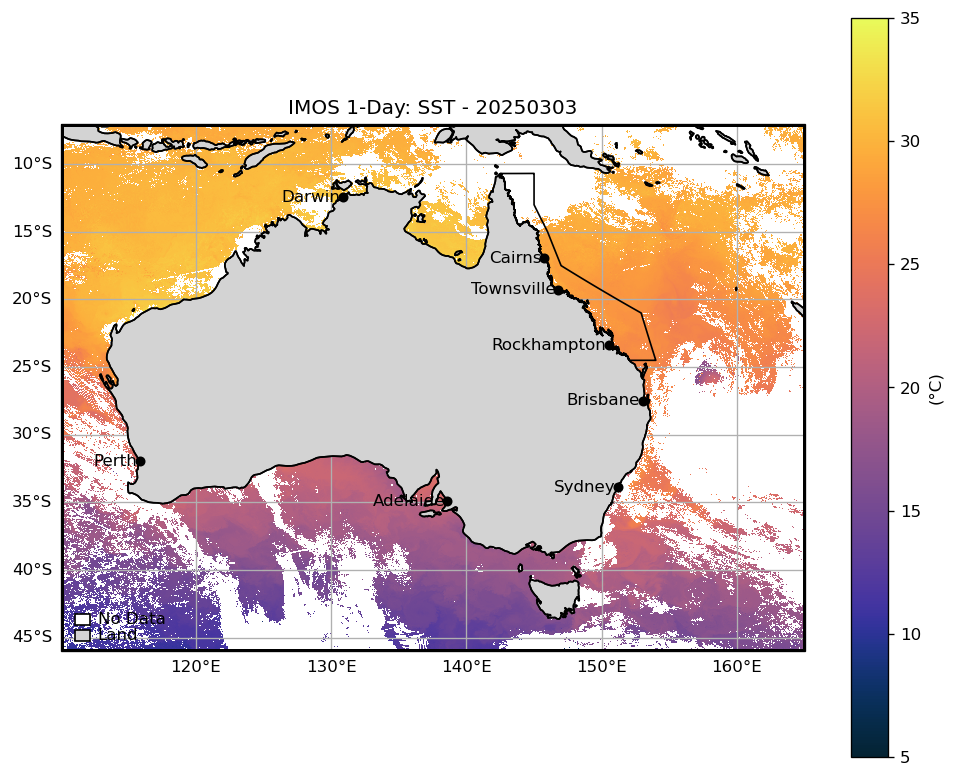 IMOS 1-Day: SST - 20250303
35
30
25
20
15
10
5
(°C)
10°S
15°S
20°S
25°S
30°S
35°S
40°S
45°S
Darwin
Cairns
Townsville
Rockhampton
Brisbane
Perth
Sydney
Adelaide
No Data
Land
120°E
130°E
140°E
150°E
160°E